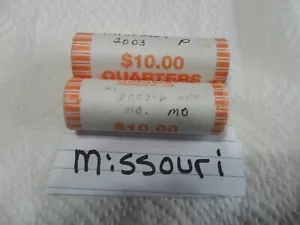 2003 P
$10.00
QUARTERS
2003-P
MO. MO
$10.00
missouri